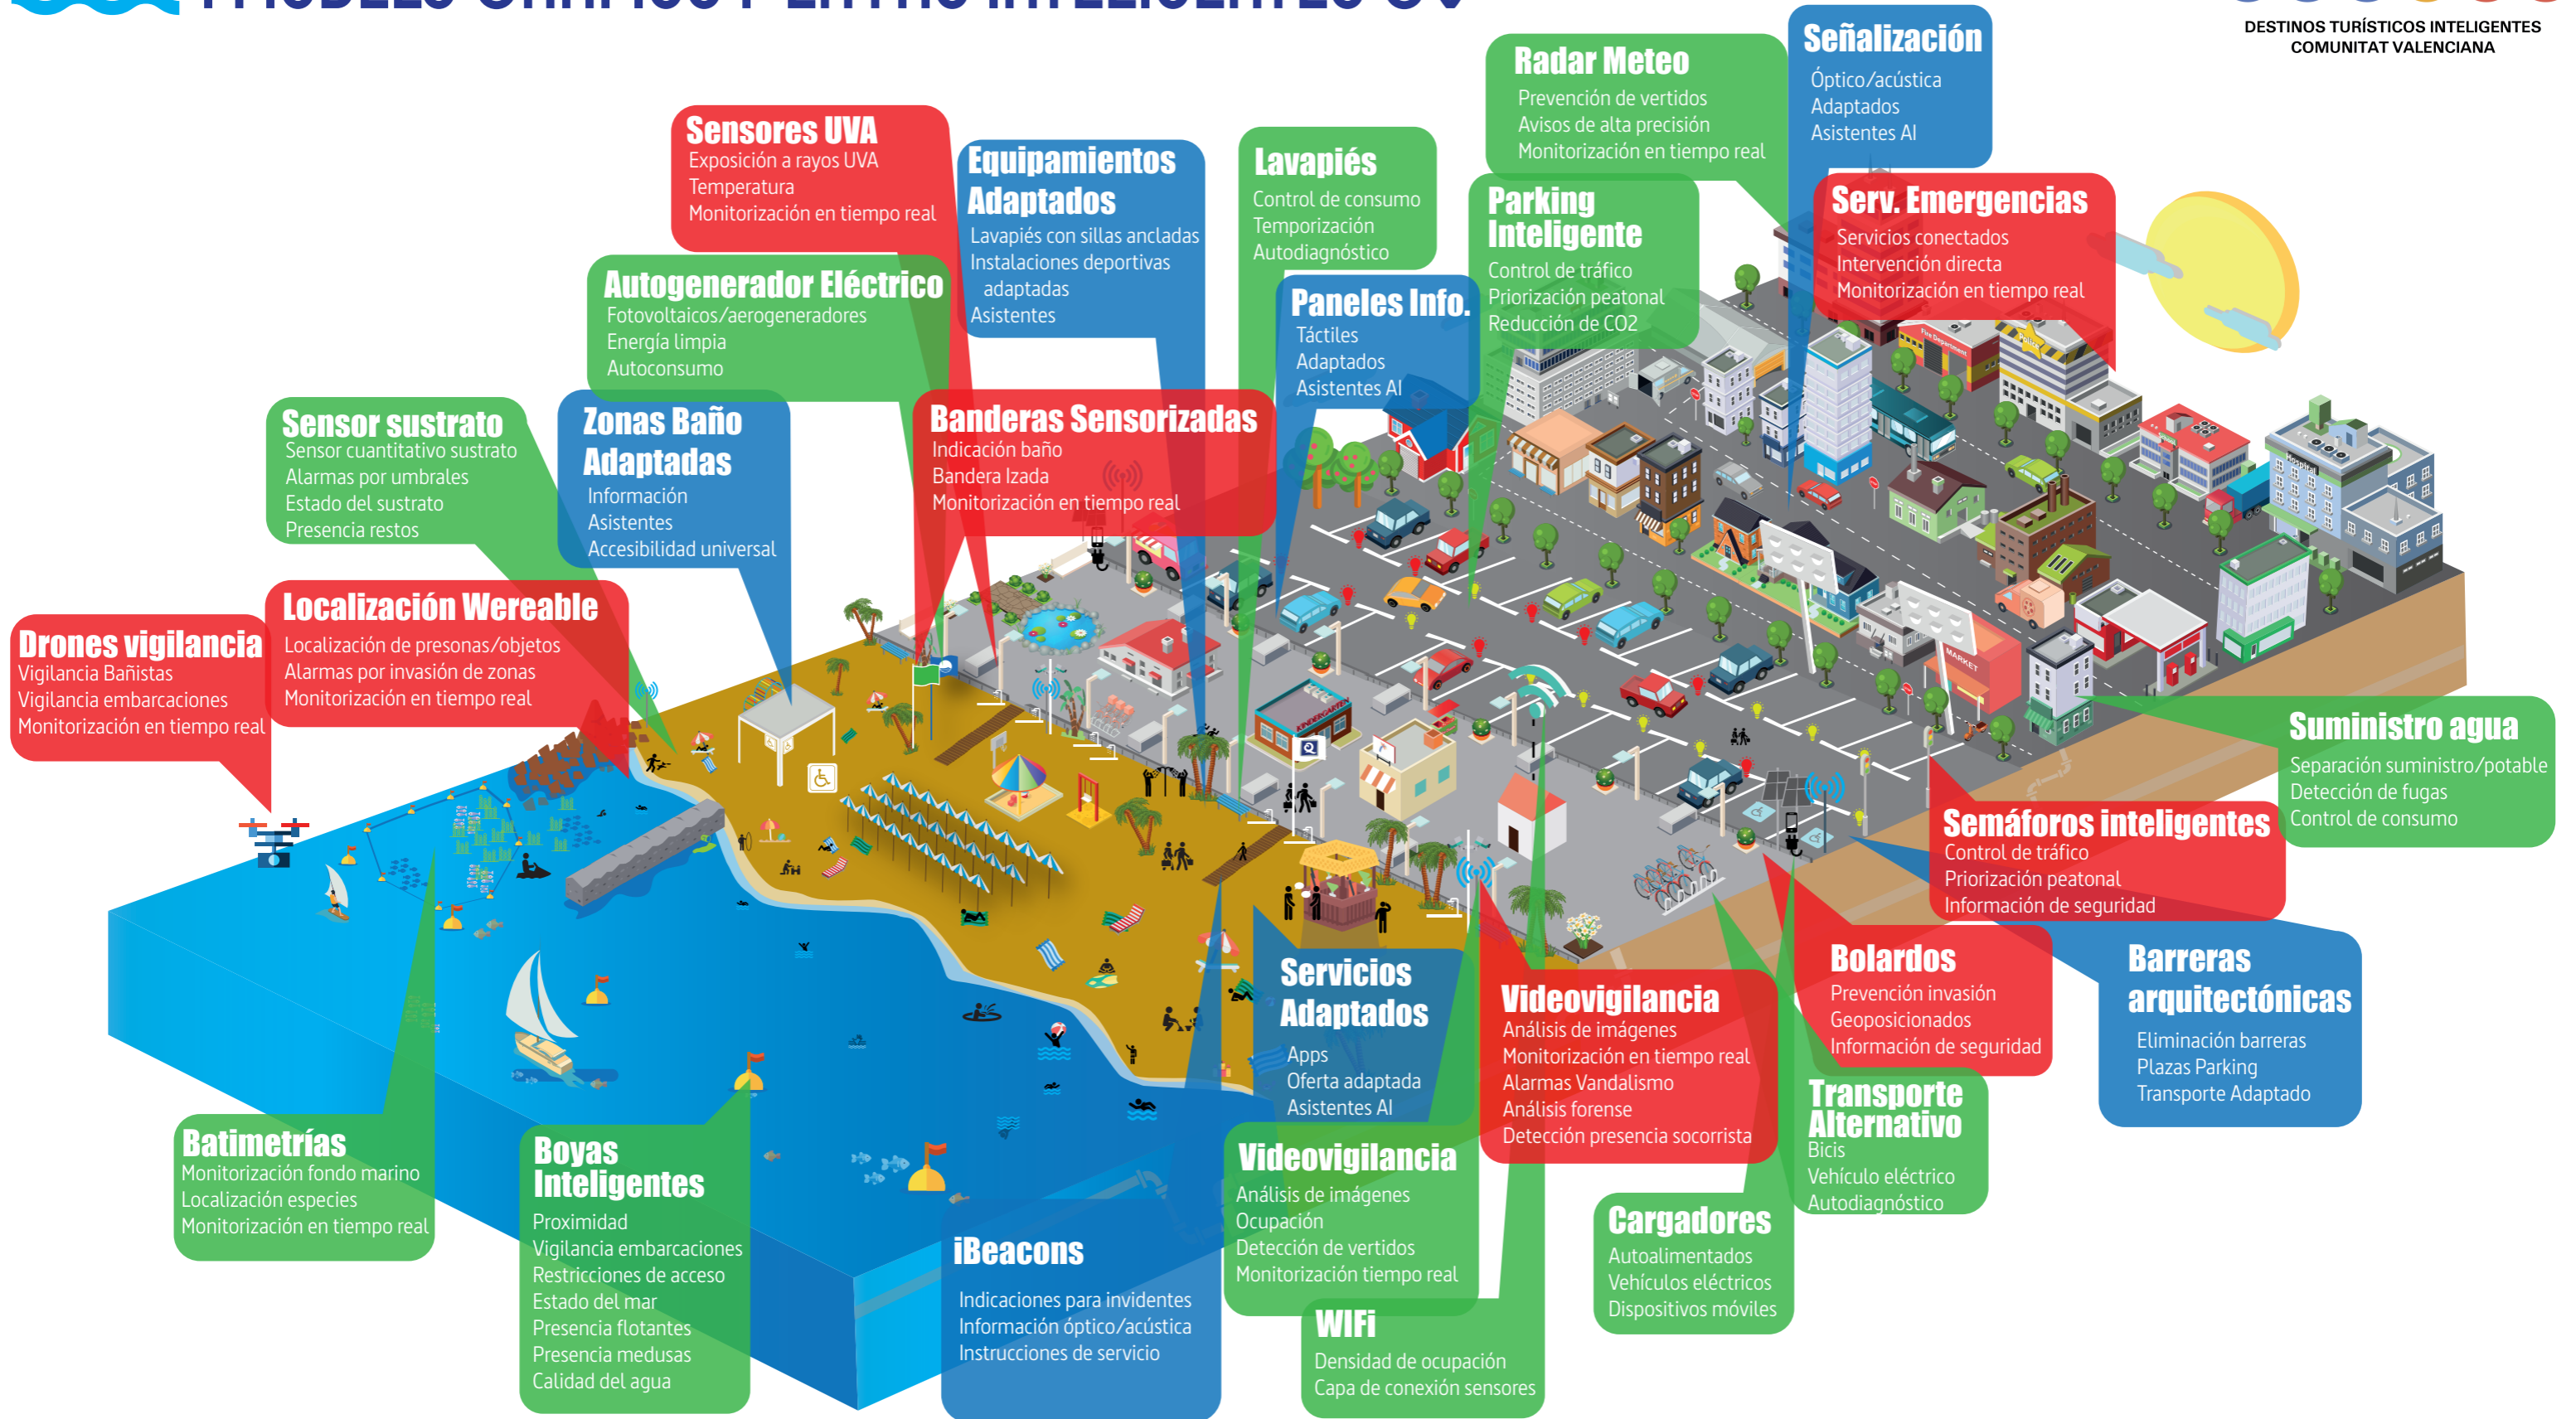 DESTINOS TURÍSTICOS INTELIGENTES
COMUNITAT VALENCIANA
Señalización
Óptico/acústica
Adaptados
Asistentes AI
Radar Meteo
Prevención de vertidos
Avisos de alta precisión
Monitorización en tiempo real
Sensores UVA
Exposición a rayos UVA
Temperatura
Monitorización en tiempo real
Equipamientos
Adaptados
Lavapiés con sillas ancladas
Instalaciones deportivas
adaptadas
Asistentes
Lavapiés
Control de consumo
Temporización
Autodiagnóstico
Parking
Inteligente
Control de tráfico
Priorización peatonal
Reducción de CO2
Serv. Emergencias
Servicios conectados
Intervención directa
Monitorización en tiempo real
Autogenerador Eléctrico
Fotovoltaicos/aerogeneradores
Energía limpia
Autoconsumo
Paneles Info.
Táctiles
Adaptados
Asistentes AI
Sensor sustrato
Sensor cuantitativo sustrato
Alarmas por umbrales
Estado del sustrato
Presencia restos
Zonas Baño
Adaptadas
Información
Asistentes
Accesibilidad universal
Banderas Sensorizadas
Indicación baño
Bandera Izada
Monitorización en tiempo real
Fire Department
Hospital
Drones vigilancia
Vigilancia Bañistas
Vigilancia embarcaciones
Monitorización en tiempo real
Localización Wereable
Localización de presonas/objetos
Alarmas por invasión de zonas
Monitorización en tiempo real
MARKET
KINDERGARTEN
Suministro agua
Separación suministro/potable
Detección de fugas
Control de consumo
Semáforos inteligentes
Control de tráfico
Priorización peatonal
Información de seguridad
Servicios
Adaptados
Apps
Oferta adaptada
Asistentes AI
Videovigilancia
Análisis de imágenes
Monitorización en tiempo real
Alarmas Vandalismo
Análisis forense
Detección presencia socorrista
Bolardos
Prevención invasión
Geoposicionados
Información de seguridad
Barreras
arquitectónicas
Eliminación barreras
Plazas Parking
Transporte Adaptado
Transporte
Alternativo
Bicis
Vehículo eléctrico
Autodiagnóstico
Batimetrías
Monitorización fondo marino
Localización especies
Monitorización en tiempo real
Boyas
Inteligentes
Proximidad
Vigilancia embarcaciones
Restricciones de acceso
Estado del mar
Presencia flotantes
Presencia medusas
Calidad del agua
iBeacons
Indicaciones para invidentes
Información óptico/acústica
Instrucciones de servicio
Videovigilancia
Análisis de imágenes
Ocupación
Detección de vertidos
Monitorización tiempo real
Cargadores
Autoalimentados
Vehículos eléctricos
Dispositivos móviles
WIFi
Densidad de ocupación
Capa de conexión sensores